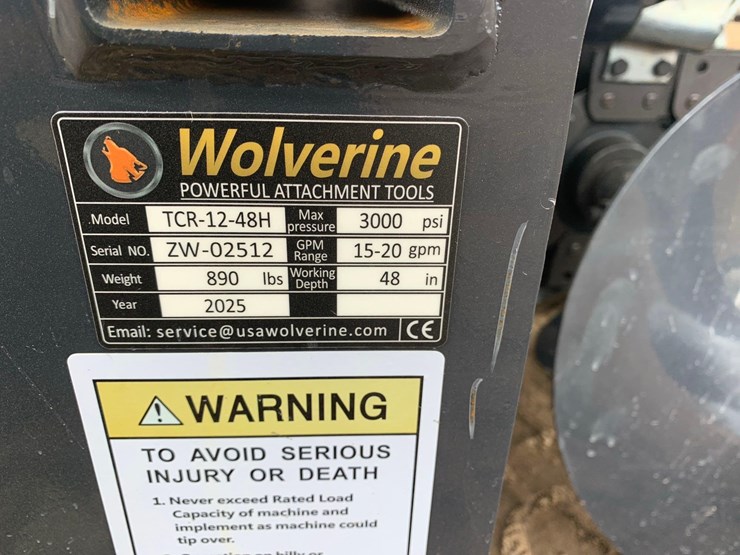 Wolverine
POWERFUL ATTACHMENT TOOLS
Model TCR-12-48H Max pressure 3000 psi
Serial NO. ZW-02512 GPM Range 15-20 gpm
Weight 890 lbs Working Depth 48 in
Year 2025
Email: service@usawolverine.com CE
WARNING
TO AVOID SERIOUS
INJURY OR DEATH
1. Never exceed Rated Load
Capacity of machine and
implement as machine could
tip over.